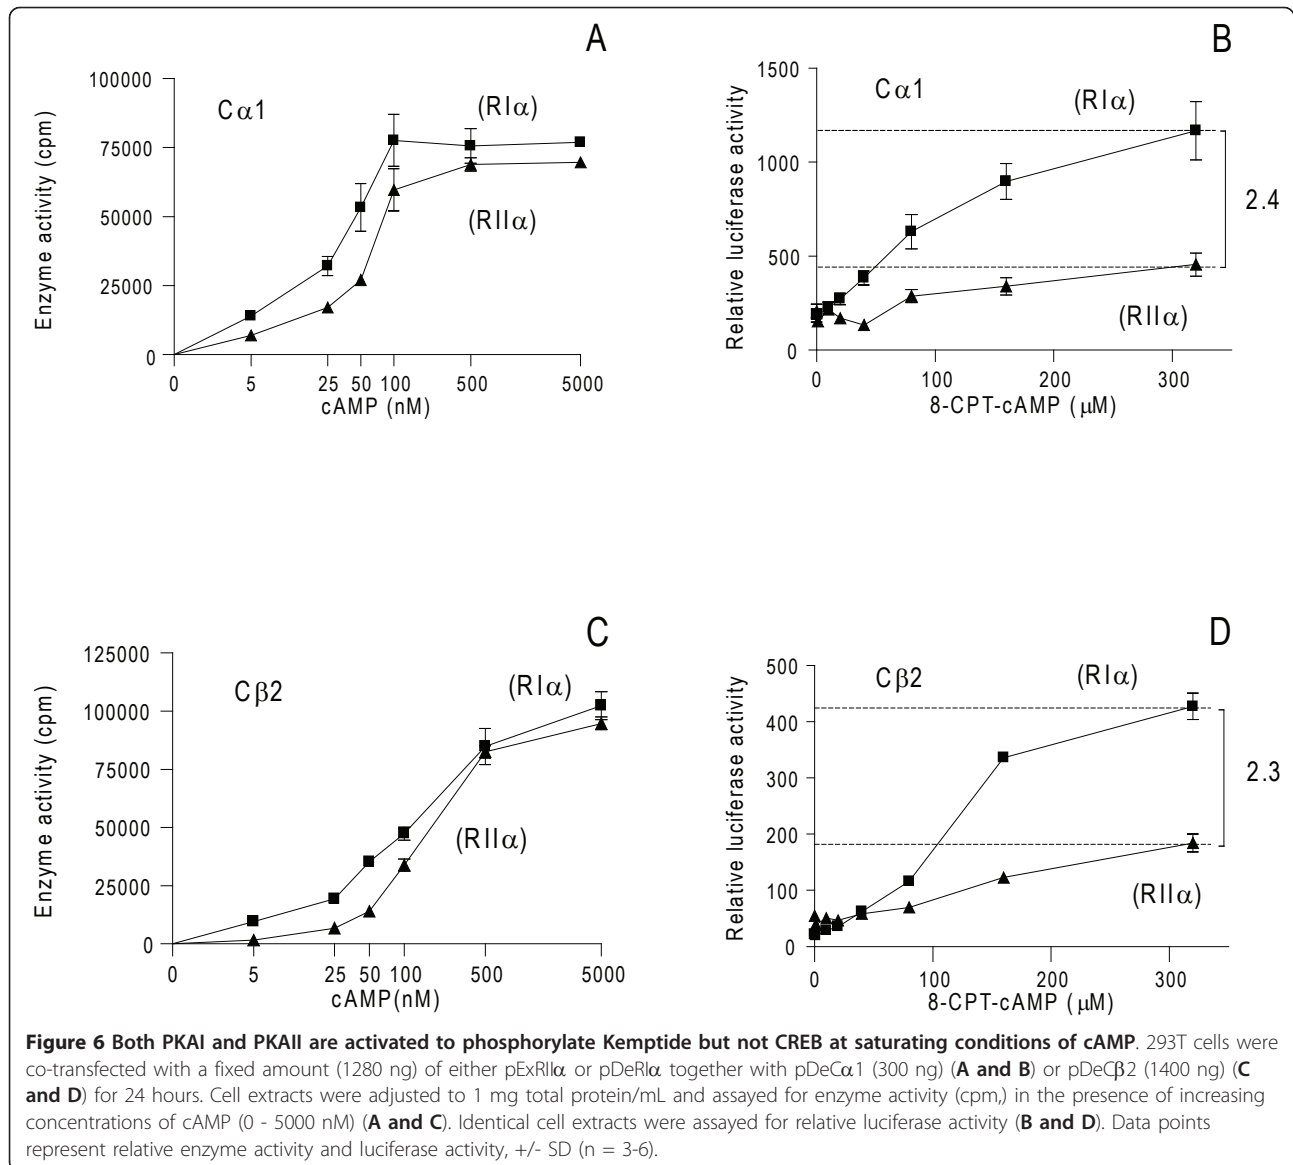 A
Enzyme activity (cpm)
100000
75000
50000
25000
0
Cα1
(RIα)
(RIIα)
0 5 25 50 100 500 5000
cAMP (nM)
B
Relative luciferase activity
1500
1000
500
0
Cα1
(RIα)
2.4
(RIIα)
0 100 200 300
8-CPT-cAMP (μM)
C
Enzyme activity (cpm)
125000
100000
75000
50000
25000
0
Cβ2
(RIα)
(RIIα)
0 5 25 50 100 500 5000
cAMP(nM)
D
Relative luciferase activity
500
400
300
200
100
0
Cβ2
(RIα)
2.3
(RIIα)
0 100 200 300
8-CPT-cAMP (μM)
Figure 6 Both PKAI and PKAII are activated to phosphorylate Kemptide but not CREB at saturating conditions of cAMP. 293T cells were
co-transfected with a fixed amount (1280 ng) of either pExRIIα or pDeRIα together with pDeCα1 (300 ng) (A and B) or pDeCβ2 (1400 ng) (C
and D) for 24 hours. Cell extracts were adjusted to 1 mg total protein/mL and assayed for enzyme activity (cpm,) in the presence of increasing
concentrations of cAMP (0 - 5000 nM) (A and C). Identical cell extracts were assayed for relative luciferase activity (B and D). Data points
represent relative enzyme activity and luciferase activity, +/- SD (n = 3-6).